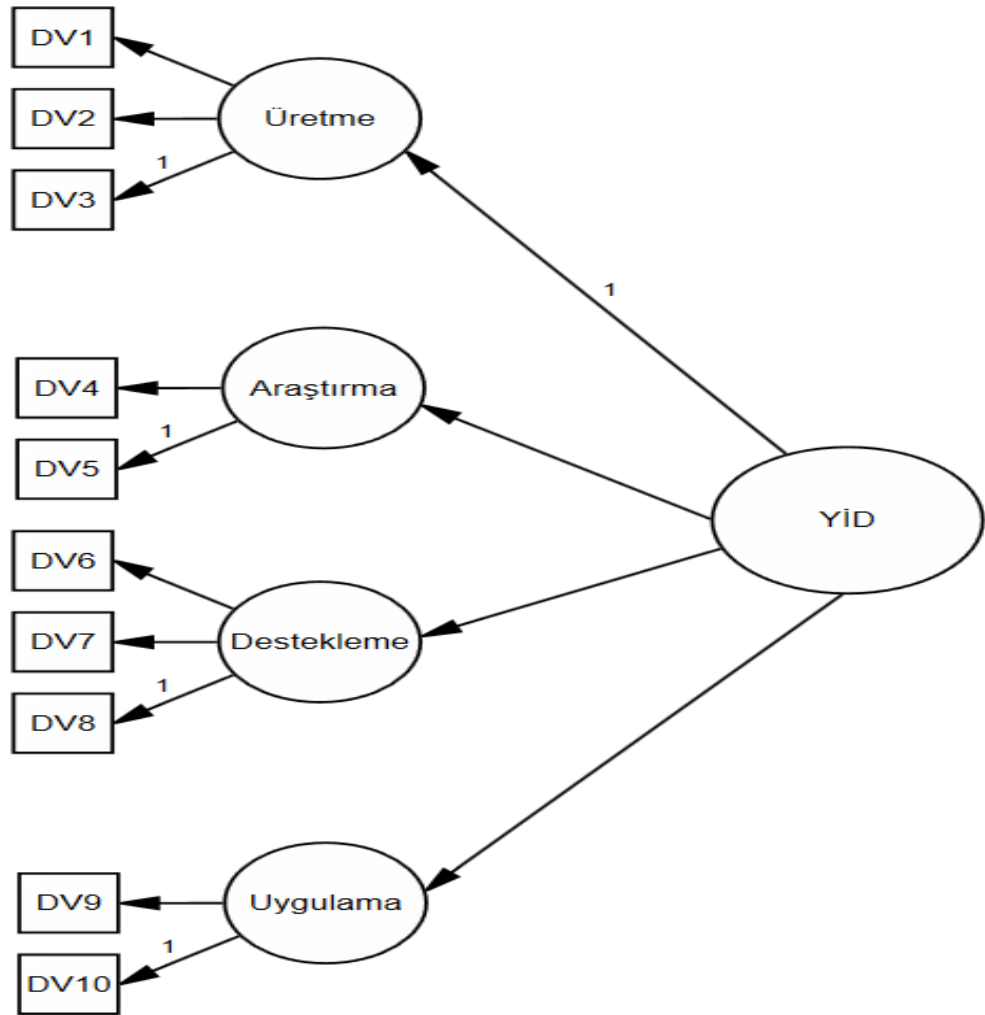 DV1
DV2
1
DV3
Üretme
1
DV4
1
DV5
Araştırma
YİD
DV6
DV7
1
DV8
Destekleme
DV9
1
DV10
Uygulama